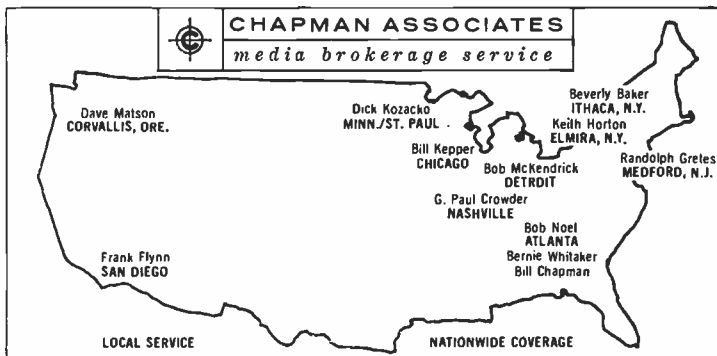 C
CHAPMAN ASSOCIATES
media brokerage service
Dave Matson
CORVALLIS, ORE.
Dick Kozacko
MINN./ST. PAUL
Beverly Baker
ITHACA, N.Y.
Keith Horton
ELMIRA, N.Y.
Bill Kepper
CHICAGO
Bob McKendrick
DETRDIT
Randolph Gretes
MEDFORD, N.J.
G. Paul Crowder
NASHVILLE
Bob Noel
ATLANTA
Bernie Whitaker
Bill Chapman
Frank Flynn
SAN DIEGO
LOCAL SERVICE
NATIONWIDE COVERAGE